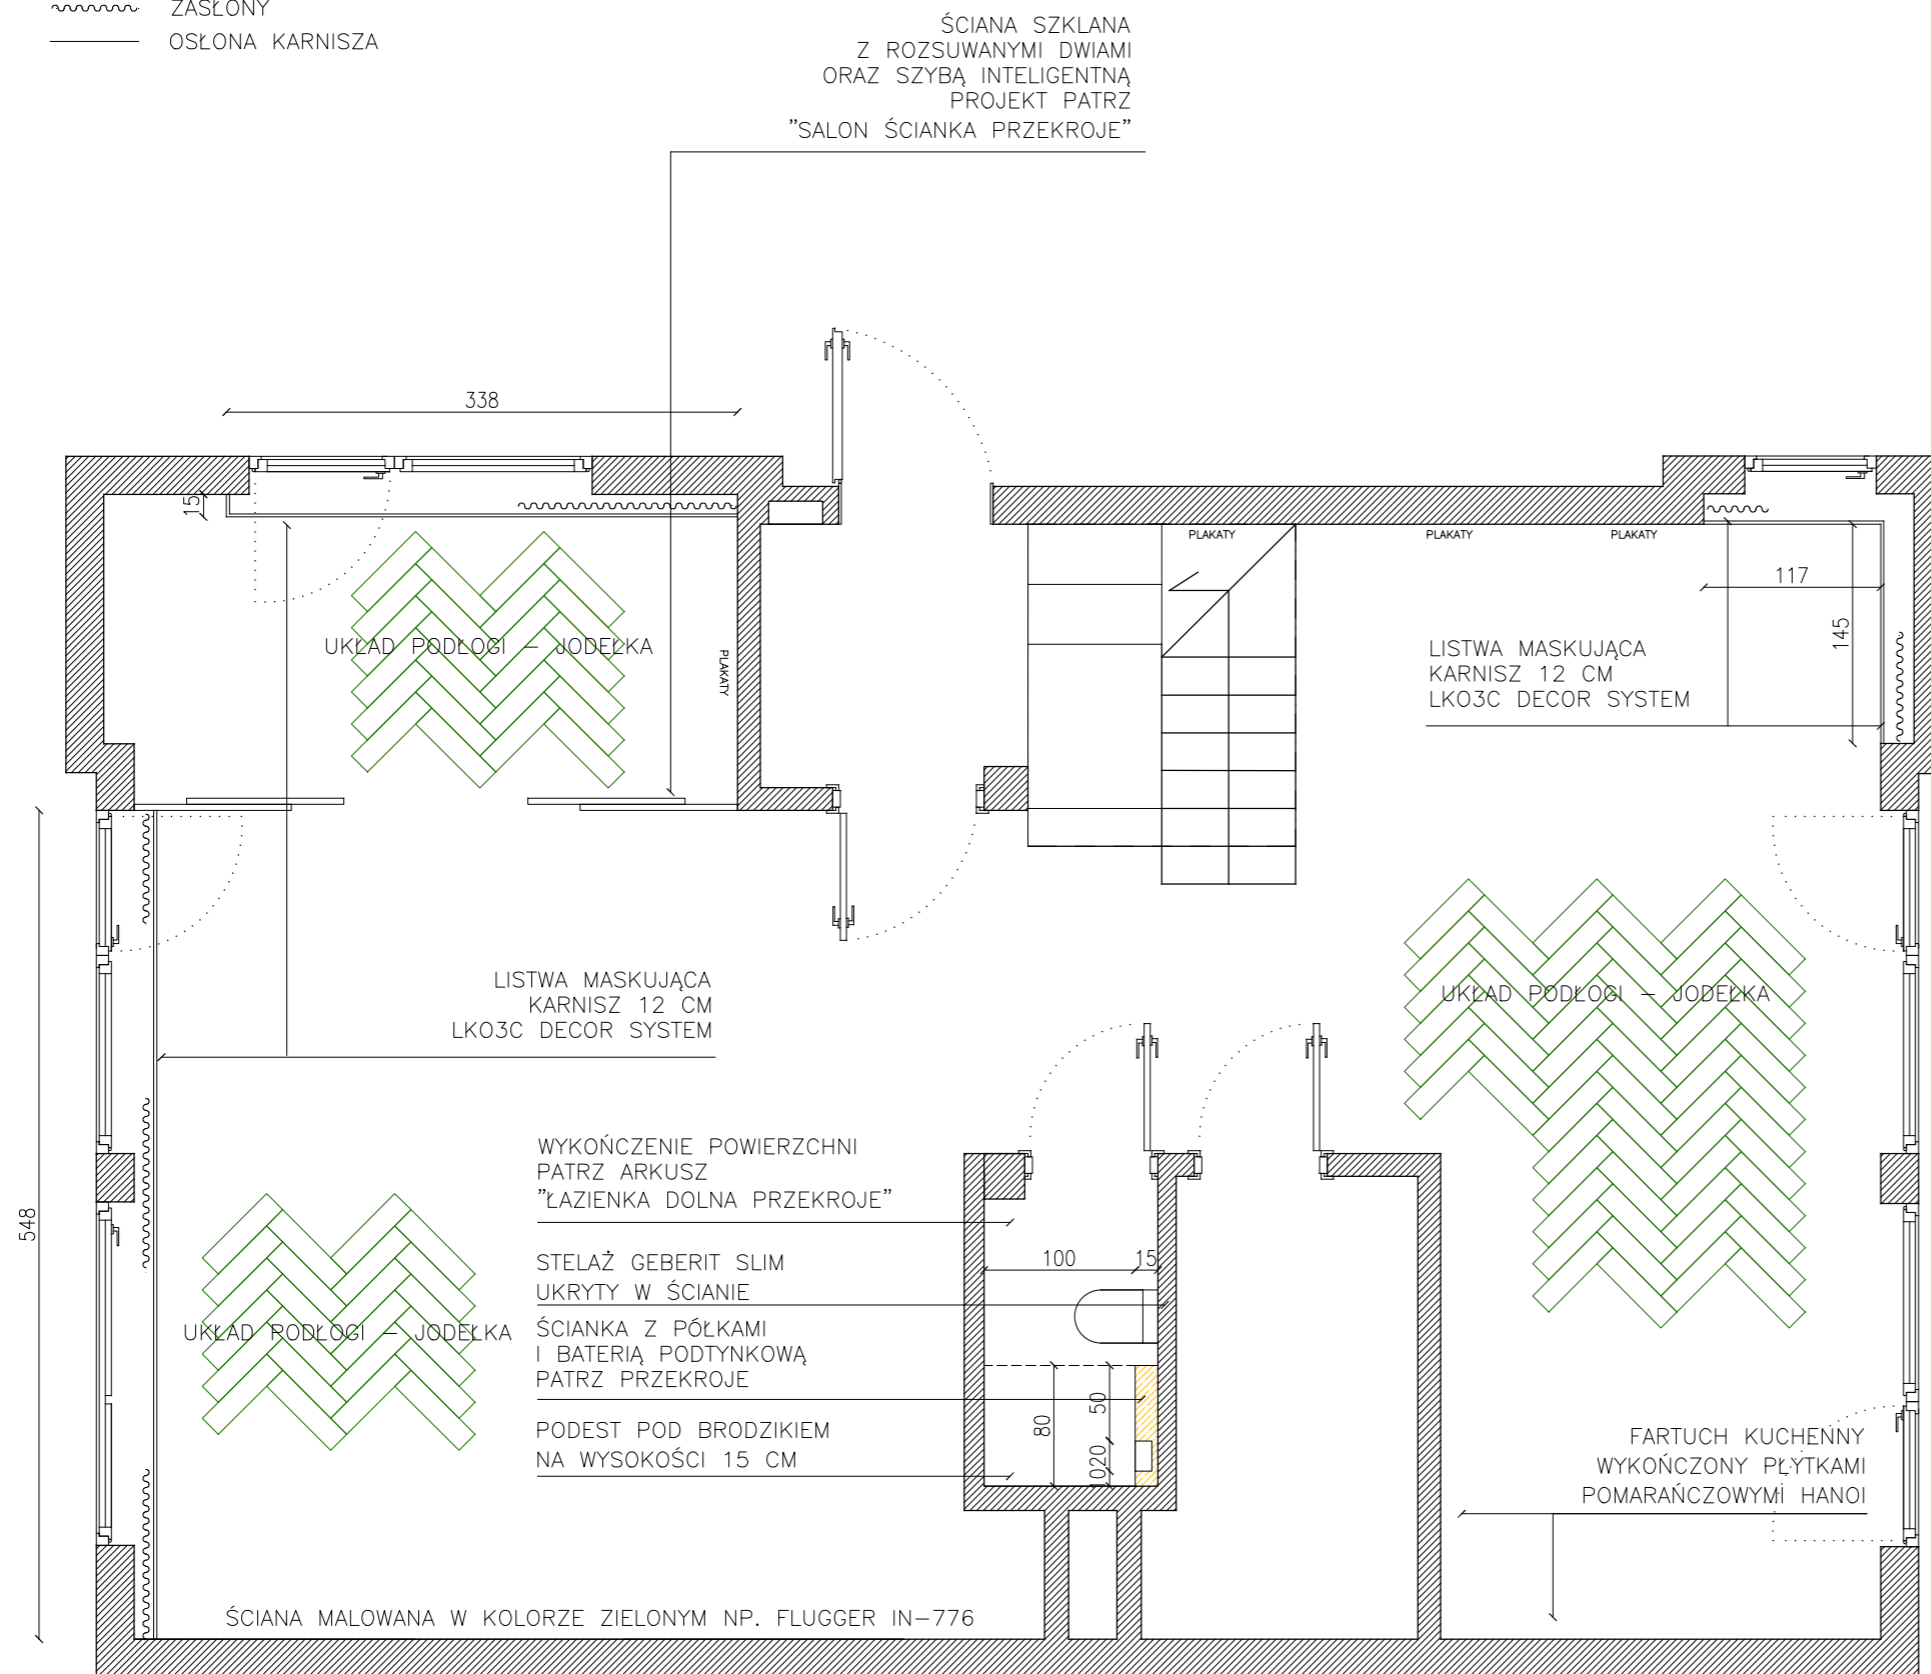 ZASŁONY
OSŁONA KARNISZA
ŚCIANA SZKLANA
Z ROZSUWANYMI DWIAMI
ORAZ SZYBĄ INTELIGENTNĄ
PROJEKT PATRZ
"SALON ŚCIANKA PRZEKROJE"
338
15
PLAKATY
PLAKATY
PLAKATY
117
145
UKŁAD PODŁOGI – JODEŁKA
PLAKATY
LISTWA MASKUJĄCA
KARNISZ 12 CM
LKO3C DECOR SYSTEM
LISTWA MASKUJĄCA
KARNISZ 12 CM
LKO3C DECOR SYSTEM
UKŁAD PODŁOGI – JODEŁKA
548
WYKOŃCZENIE POWIERZCHNI
PATRZ ARKUSZ
"ŁAZIENKA DOLNA PRZEKROJE"
STELAŻ GEBERIT SLIM
UKRYTY W ŚCIANIE
100
15
UKŁAD PODŁOGI – JODEŁKA
ŚCIANKA Z PÓŁKAMI
I BATERIĄ PODTYNKOWĄ
PATRZ PRZEKROJE
80
50
20
10
PODEST POD BRODZIKIEM
NA WYSOKOŚCI 15 CM
FARTUCH KUCHENNY
WYKOŃCZONY PŁYTKAMI
POMARAŃCZOWYMI HANOI
ŚCIANA MALOWANA W KOLORZE ZIELONYM NP. FLUGGER IN–776